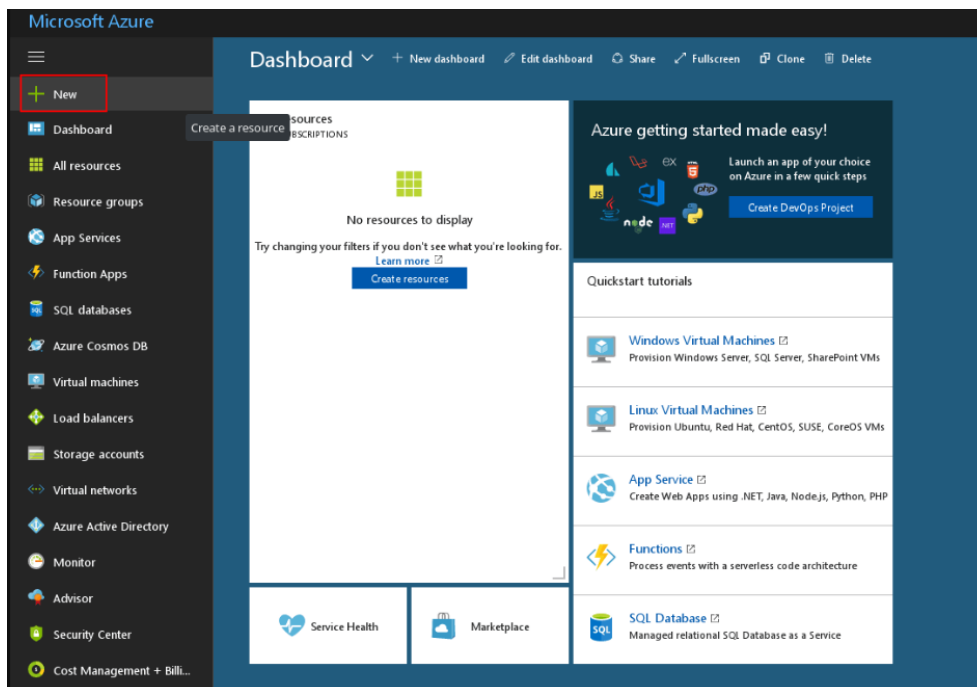 Microsoft Azure
New
Dashboard
All resources
Resource groups
App Services
Function Apps
SQL databases
Azure Cosmos DB
Virtual machines
Load balancers
Storage accounts
Virtual networks
Azure Active Directory
Monitor
Advisor
Security Center
Cost Management + Billi...
Create a resource
Dashboard
New dashboard
Edit dashboard
Share
Fullscreen
Clone
Delete
No resources to display
Try changing your filters if you don't see what you're looking for.
Learn more
Create resources
Service Health
Marketplace
Azure getting started made easy!
JS
node
EX
.NET
5
php
Launch an app of your choice
on Azure in a few quick steps
Create DevOps Project
Quickstart tutorials
Windows Virtual Machines
Provision Windows Server, SQL Server, SharePoint VMs
Linux Virtual Machines
Provision Ubuntu, Red Hat, CentOS, SUSE, CoreOS VMs
App Service
Create Web Apps using .NET, Java, Node.js, Python, PHP
Functions
Process events with a serverless code architecture
SQL
SQL Database
Managed relational SQL Database as a Service